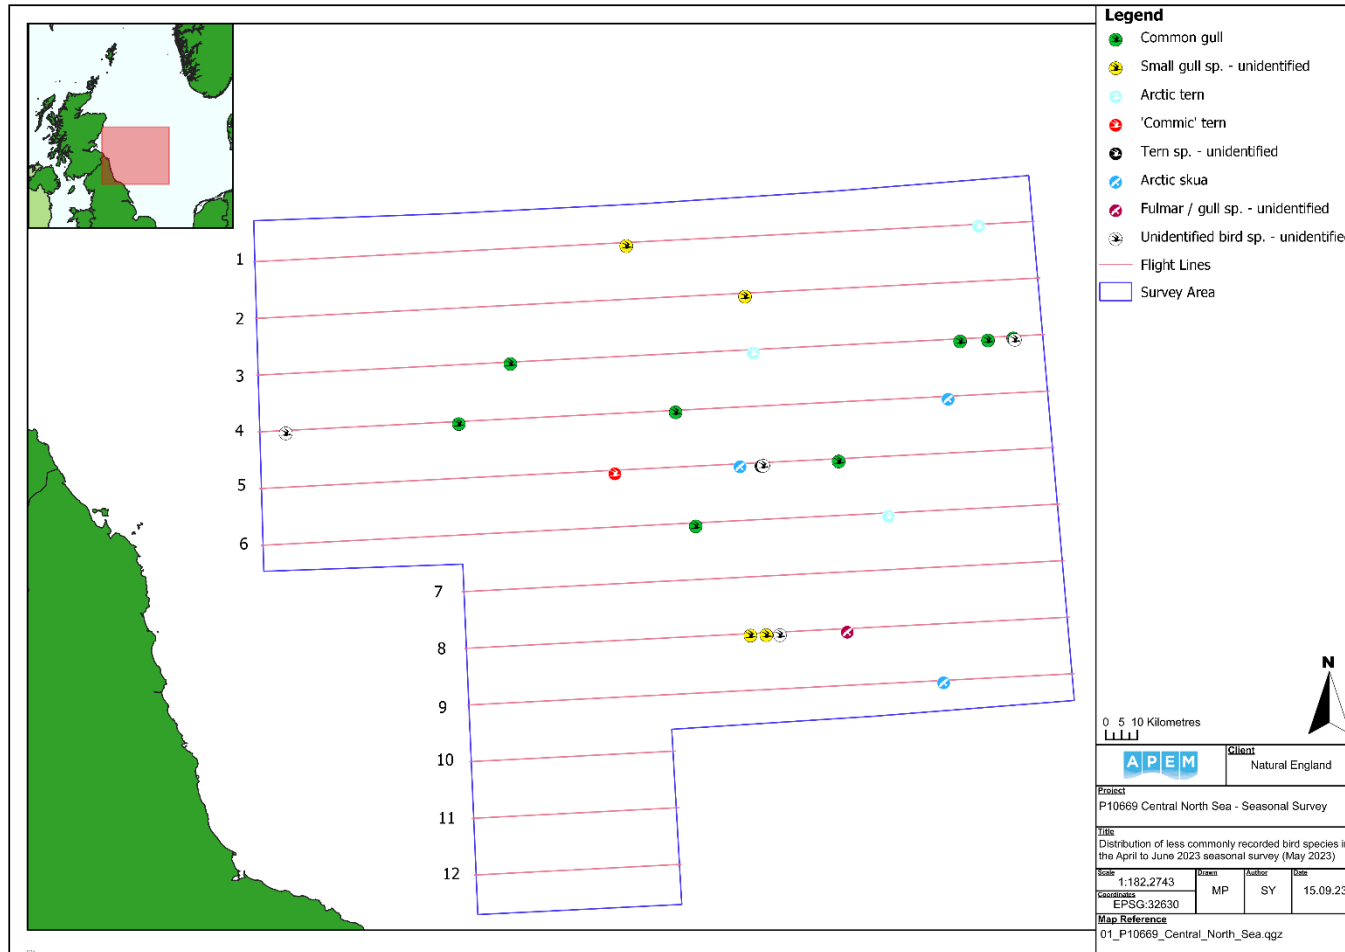 Legend
Common gull
Small gull sp. - unidentified
Arctic tern
'Commic' tern
Tern sp. - unidentified
Arctic skua
Fulmar / gull sp. - unidentified
Unidentified bird sp. - unidentifie
Flight Lines
Survey Area
1
2
3
4
5
6
7
8
9
10
11
12
N
0 5 10 Kilometres
APEM
Client
Natural England
Project
P10669 Central North Sea - Seasonal Survey
Title
Distribution of less commonly recorded bird species in
the April to June 2023 seasonal survey (May 2023)
Scale
1:182,2743
Drawn
MP
Author
SY
Date
15.09.23
Coordinates
EPSG:32630
Map Reference
01_P10669_Central_North_Sea.qgz